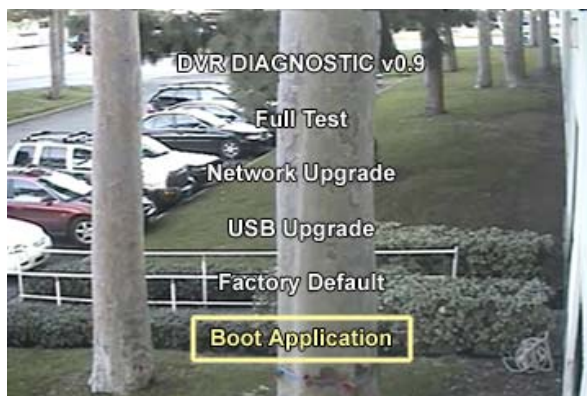 DVR DIAGNOSTIC v0.9
Full Test
Network Upgrade
USB Upgrade
Factory Default
Boot Application